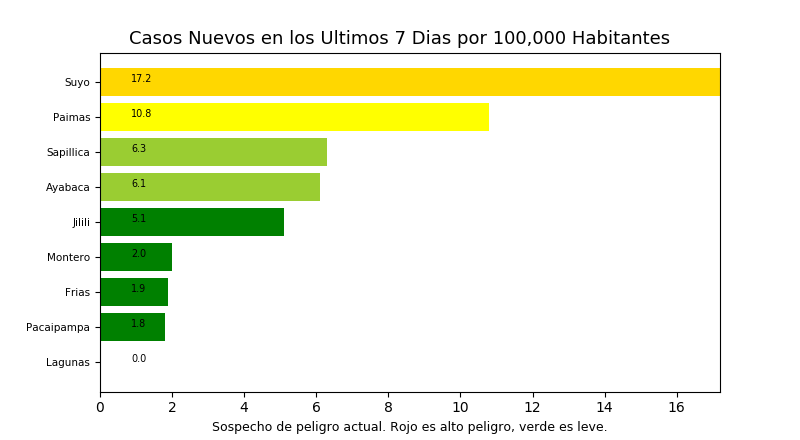 Casos Nuevos en los Ultimos 7 Dias por 100,000 Habitantes
Suyo 17.2
Paimas 10.8
Sapillica 6.3
Ayabaca 6.1
Jilili 5.1
Montero 2.0
Frias 1.9
Pacaipampa 1.8
Lagunas 0.0
0 2 4 6 8 10 12 14 16
Sospecho de peligro actual. Rojo es alto peligro, verde es leve.